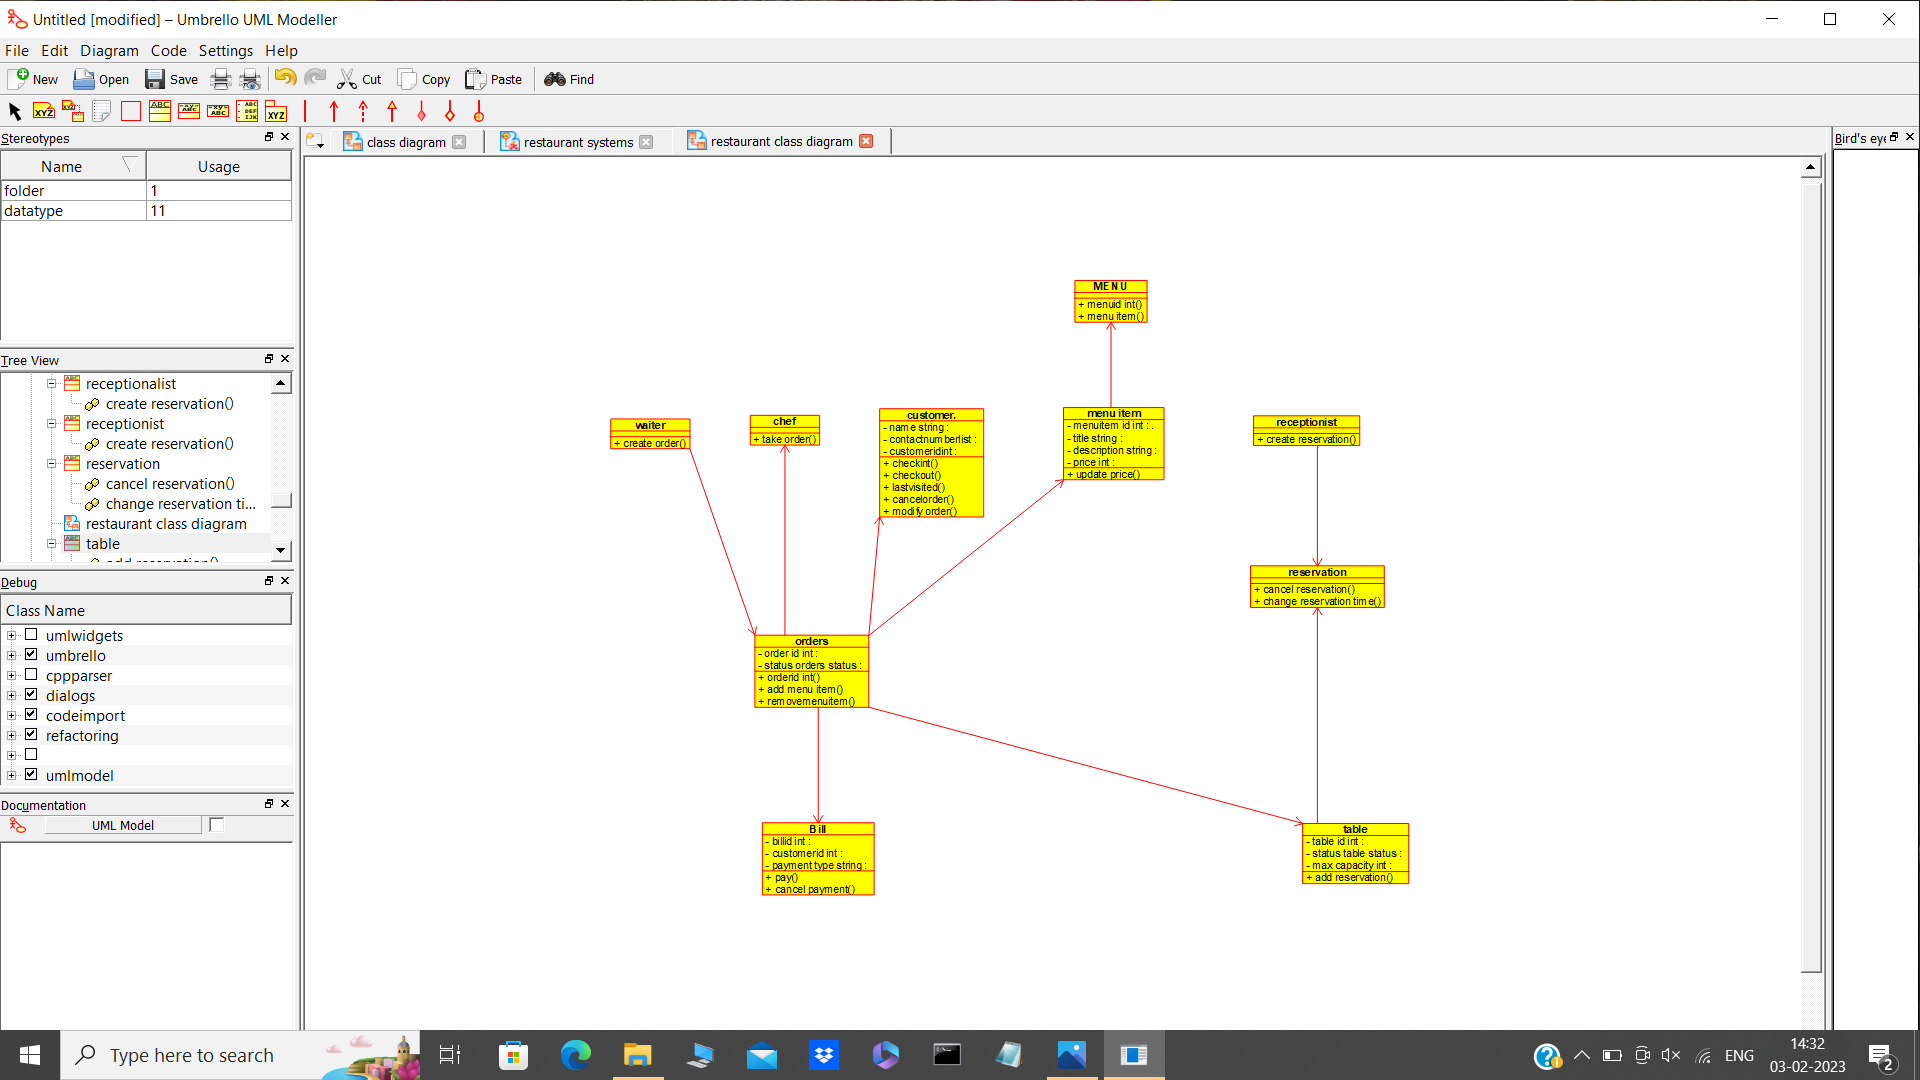 Untitled [modified] – Umbrello UML Modeller
File Edit Diagram Code Settings Help
New Open Save Cut Copy Paste Find
Stereotypes
Name Usage
folder 1
datatype 11
Tree View
receptionalist
create reservation()
receptionist
create reservation()
reservation
cancel reservation()
change reservation ti...
restaurant class diagram
table
add reservation()
Debug
Class Name
umlwidgets
umbrello
cppparser
dialogs
codeimport
refactoring
umlmodel
Documentation
UML Model
class diagram
restaurant systems
restaurant class diagram
Bird's eye
MENU
+ menuid int()
+ menu item()
waiter
+ create order()
chef
+ take order()
customer.
- name string :
- contactnumberlist :
- customeridint :
+ checkint()
+ checkout()
+ lastvisited()
+ cancelorder()
+ modify order()
menu item
- menuitem id int : .
- title string :
- description string :
- price int :
+ update price()
receptionist
+ create reservation()
reservation
+ cancel reservation()
+ change reservation time()
orders
- order id int :
- status orders status :
+ orderid int()
+ add menu item()
+ removemenuitem()
Bill
- billid int :
- customerid int :
- payment type string :
+ pay()
+ cancel payment()
table
- table id int :
- status table status :
- max capacity int :
+ add reservation()
Type here to search
ENG
14:32
03-02-2023
2